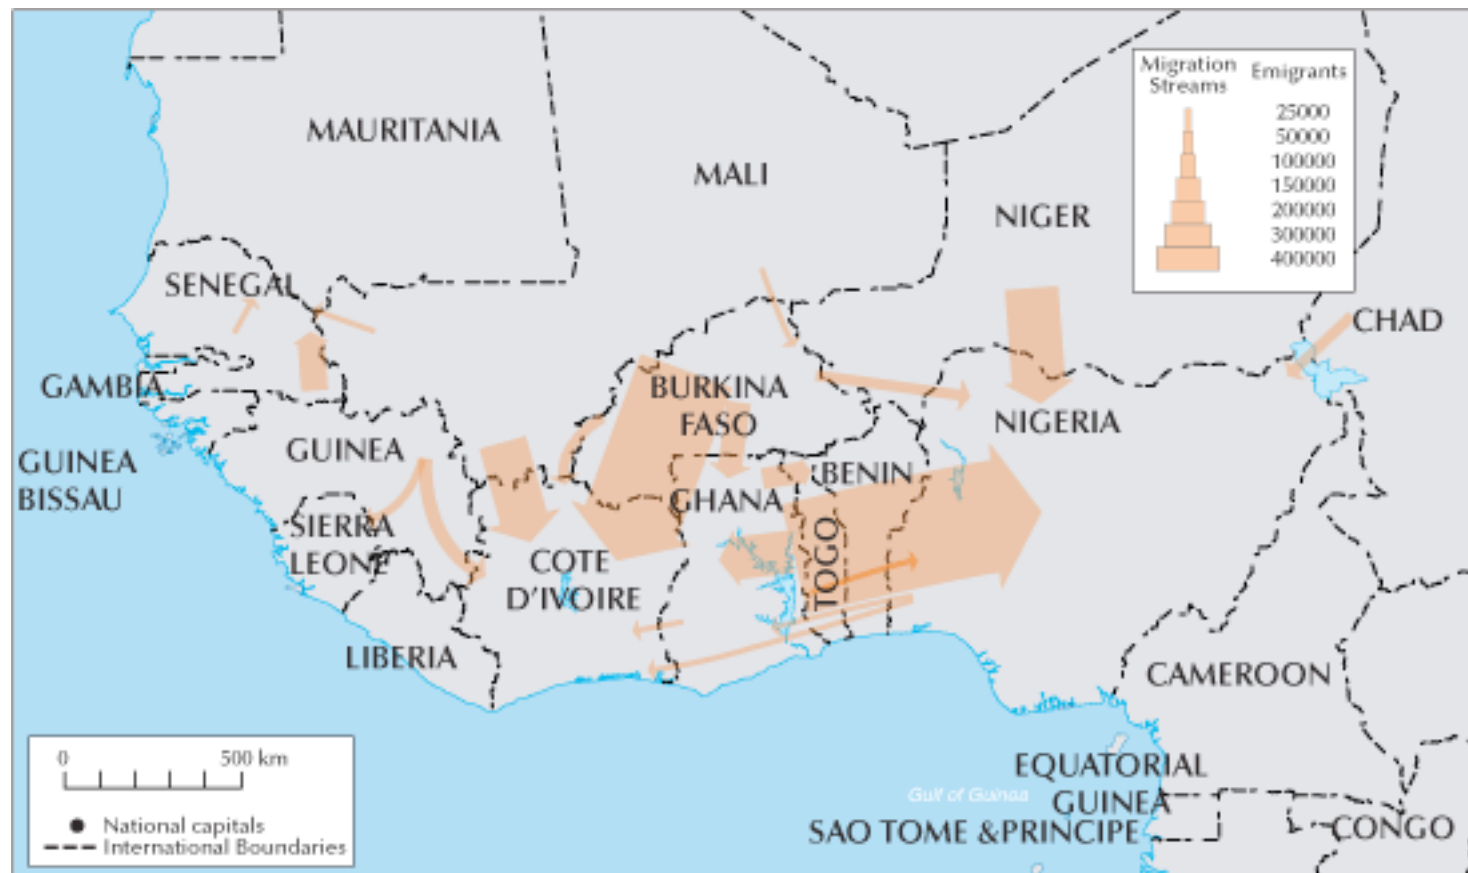 Migration
Streams
Emigrants
25000
50000
100000
150000
200000
300000
400000
MAURITANIA
MALI
NIGER
SENEGAL
CHAD
GAMBIA
BURKINA
FASO
NIGERIA
GUINEA
BISSAU
GUINEA
BENIN
GHANA
SIERRA
LEONE
TOGO
COTE
D'IVOIRE
LIBERIA
CAMEROON
EQUATORIAL
GUINEA
Gulf of Guinea
SAO TOME &PRINCIPE
CONGO
0 500 km
National capitals
International Boundaries